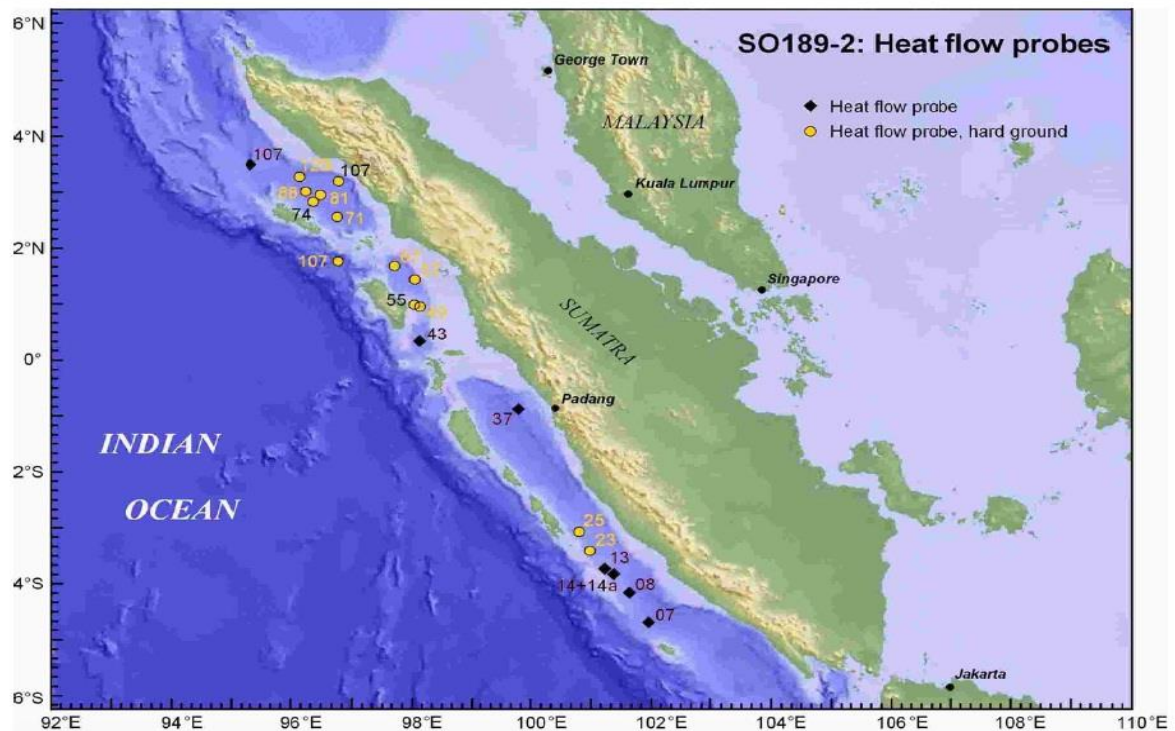 6°N
SO189-2: Heat flow probes
George Town
Heat flow probe
MALAYSIA
Heat flow probe, hard ground
4°N
107
107
Kuala Lumpur
81
74
71
2°N
107
Singapore
55
SUMATRA
43
0°
Padang
37
INDIAN
2°S
OCEAN
25
23
13
4°S
14+14a
08
07
Jakarta
6°S
92°E
94°E
96°E
98°E
100°E
102°E
104°E
106°E
108°E
110°E